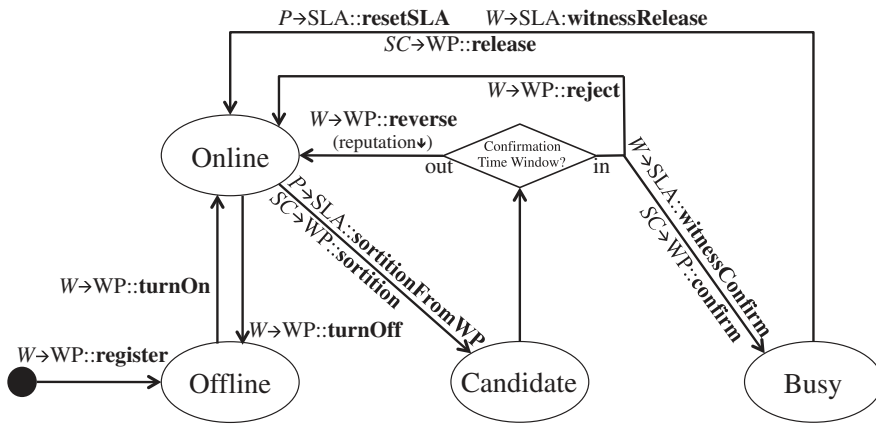 P→SLA::resetSLA W→SLA:witnessRelease
SC→WP::release
W→WP::reject
W→WP::reverse
(reputation↓)
Confirmation
Time Window?
out
in
Online
P→SLA::sortitionFromWP
SC→WP::sortition
W→SLA::witnessConfirm
SC→WP::confirm
W→WP::turnOn
W→WP::turnOff
W→WP::register
Offline
Candidate
Busy